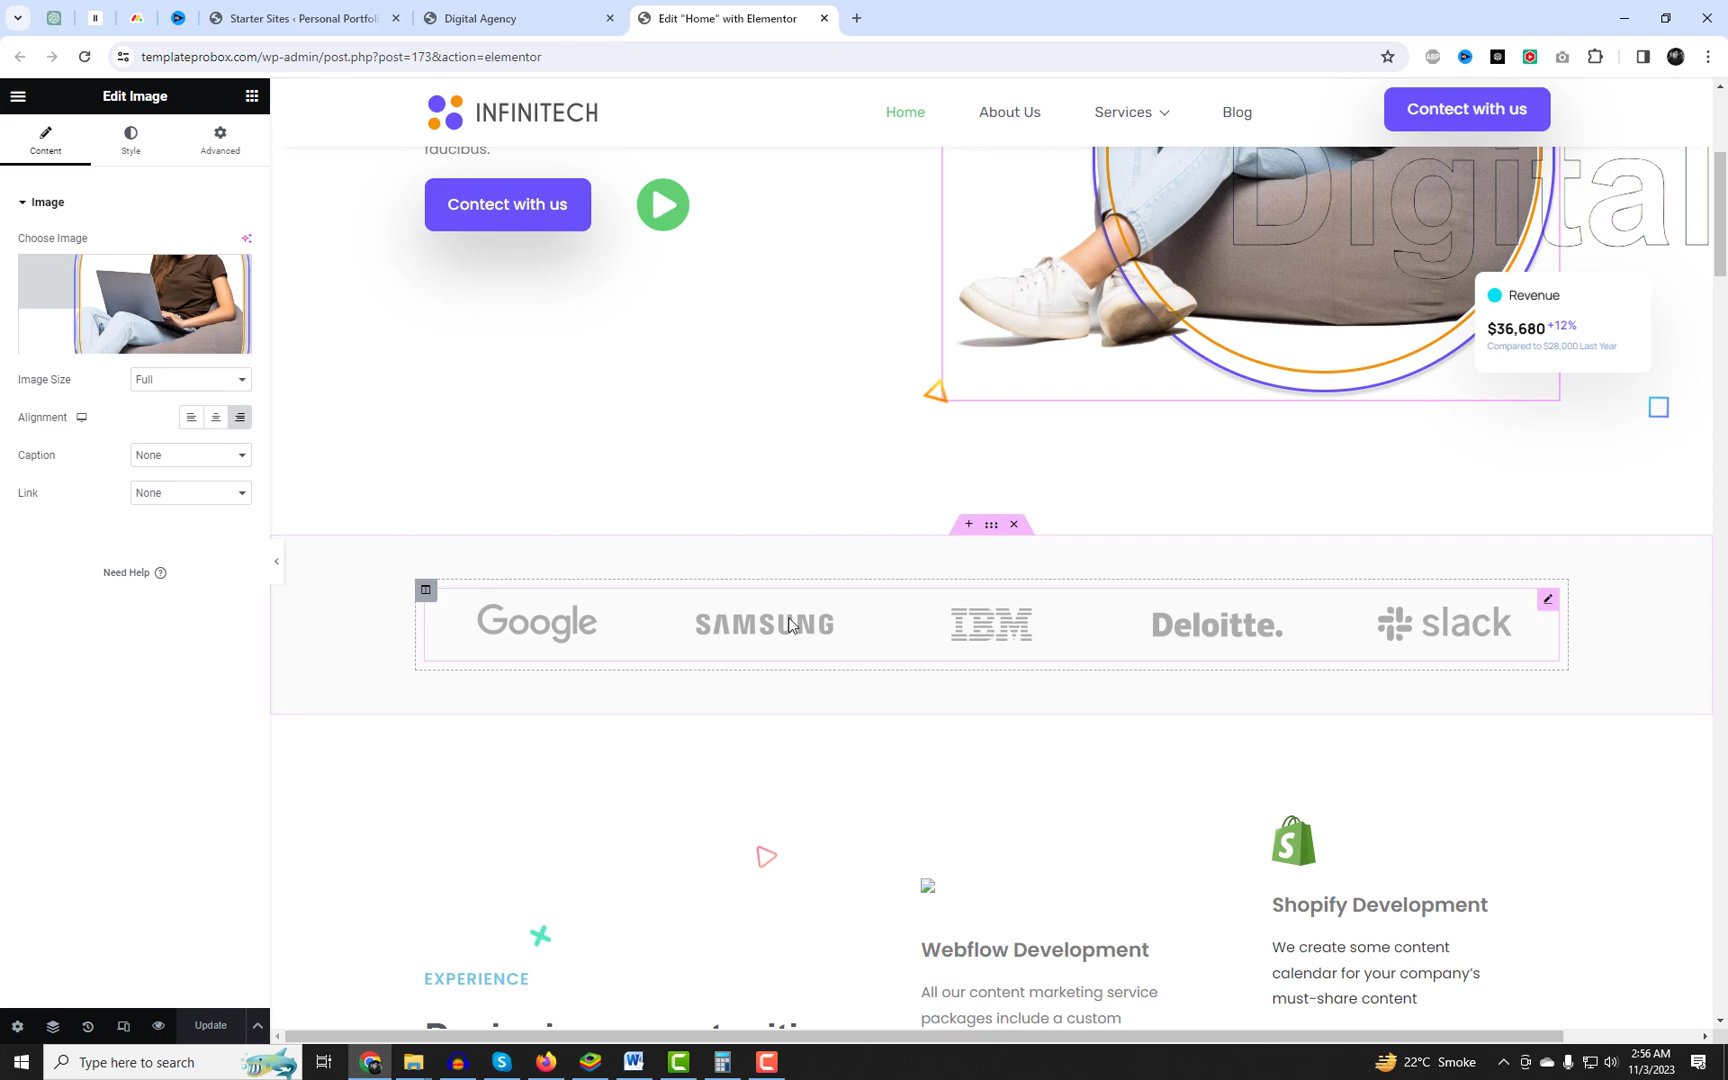 Starter Sites ‹ Personal Portfoli
Digital Agency
Edit "Home" with Elementor
templateprobox.com/wp-admin/post.php?post=173&action=elementor
Edit Image
Content
Style
Advanced
Image
Choose Image
Image Size
Full
Alignment
Caption
None
Link
None
Need Help
Update
INFINITECH
Home
About Us
Services
Blog
Contect with us
faucibus.
Contect with us
Digital
Revenue
$36,680 +12%
Compared to $28,000 Last Year
Google
SAMSUNG
IBM
Deloitte.
slack
EXPERIENCE
Webflow Development
All our content marketing service
packages include a custom
Shopify Development
We create some content
calendar for your company's
must-share content
Type here to search
22°C Smoke
2:56 AM
11/3/2023